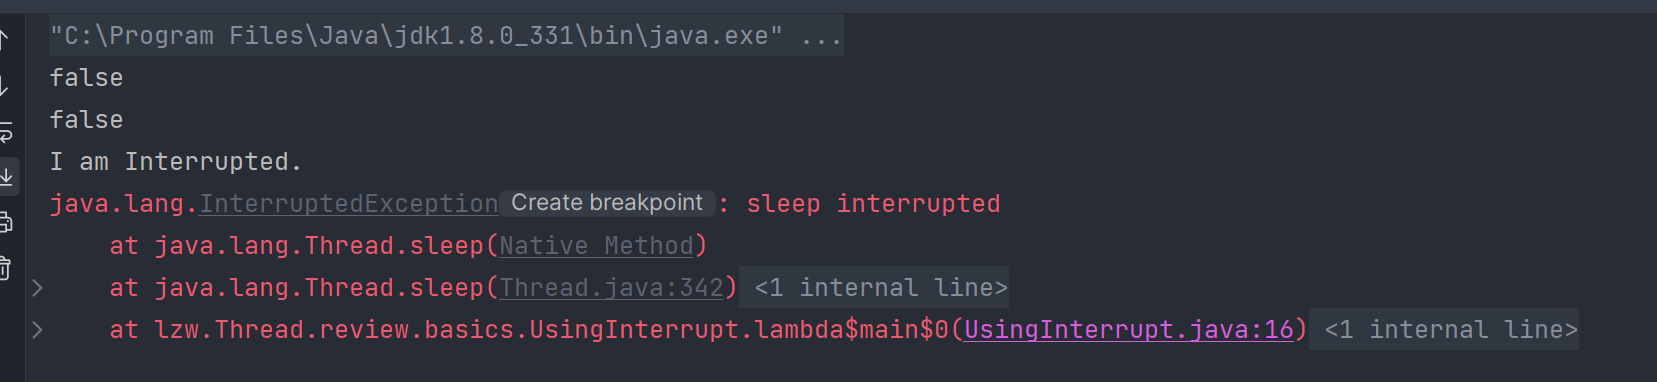 "C:\Program Files\Java\jdk1.8.0_331\bin\java.exe" ...
false
false
I am Interrupted.
java.lang.InterruptedException Create breakpoint : sleep interrupted
at java.lang.Thread.sleep(Native Method)
at java.lang.Thread.sleep(Thread.java:342) <1 internal line>
at lzw.Thread.review.basics.UsingInterrupt.lambda$main$0(UsingInterrupt.java:16) <1 internal line>